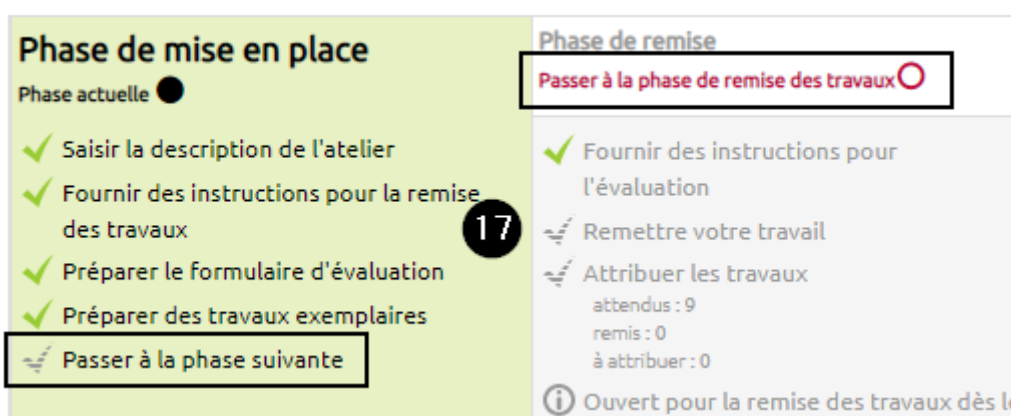 Phase de mise en place
Phase actuelle
Saisir la description de l'atelier
Fournir des instructions pour la remise
des travaux
Préparer le formulaire d'évaluation
Préparer des travaux exemplaires
Passer à la phase suivante
17
Phase de remise
Passer à la phase de remise des travaux
Fournir des instructions pour
l'évaluation
Remettre votre travail
Attribuer les travaux
attendus : 9
remis : 0
à attribuer : 0
Ouvert pour la remise des travaux dès